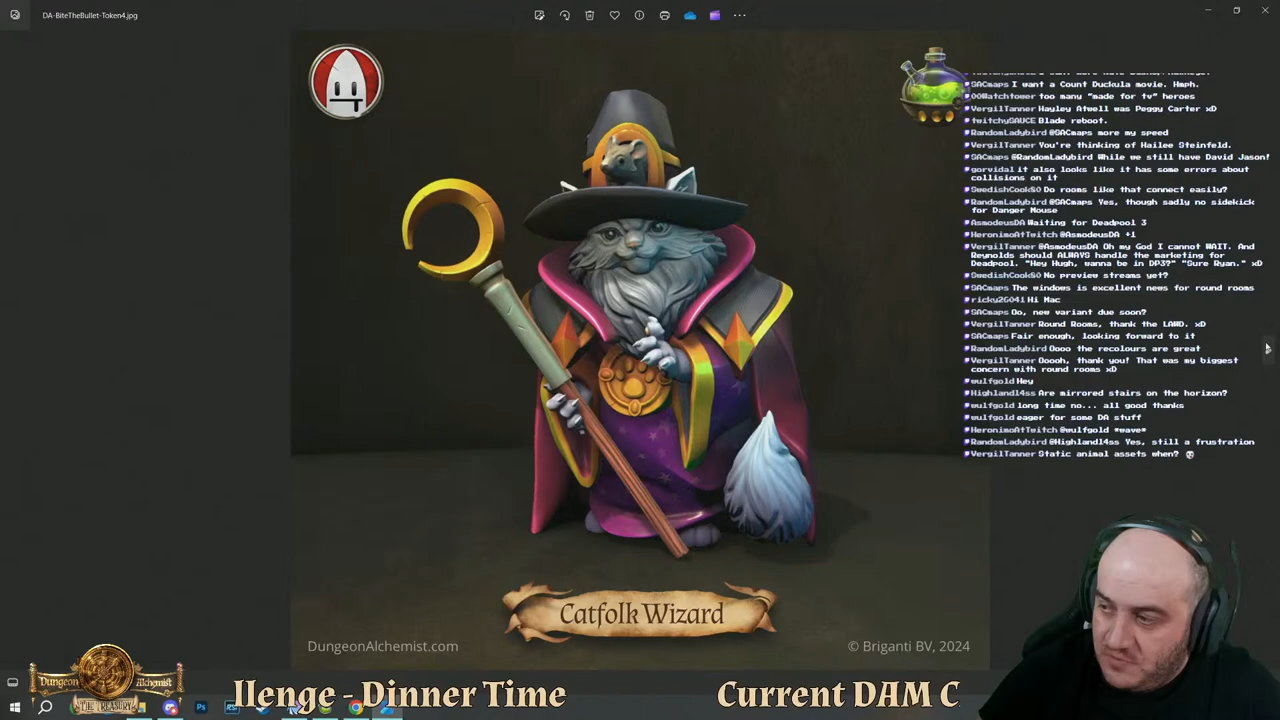 DA-BiteTheBullet-Token4.jpg
SACmaps I want a Count Duckula movie. Hmph.
00Watchtower too many "made for tv" heroes
VergilTanner Hayley Atwell was Peggy Carter xD
twitchySAUCE Blade reboot.
RandomLadybird @SACmaps more my speed
VergilTanner You're thinking of Hailee Steinfeld.
SACmaps @RandomLadybird While we still have David Jason!
gorvidal it also looks like it has some errors about
collisions on it
SwedishCook80 Do rooms like that connect easily?
RandomLadybird @SACmaps Yes, though sadly no sidekick
for Danger Mouse
AsmodeusDA Waiting for Deadpool 3
HeronimoAtTwitch @AsmodeusDA +1
VergilTanner @AsmodeusDA Oh my God I cannot WAIT. And
Reynolds should ALWAYS handle the marketing for
Deadpool. "Hey Hugh, wanna be in DP3?" "Sure Ryan." xD
SwedishCook80 No preview streams yet?
SACmaps The windows is excellent news for round rooms
ricky26041 Hi Mac
SACmaps Oo, new variant due soon?
VergilTanner Round Rooms, thank the LAWD. xD
SACmaps Fair enough, looking forward to it
RandomLadybird Oooo the recolours are great
VergilTanner Ooooh, thank you! That was my biggest
concern with round rooms xD
wulfgold Hey
Highlandl4ss Are mirrored stairs on the horizon?
wulfgold long time no... all good thanks
wulfgold eager for some DA stuff
HeronimoAtTwitch @wulfgold *wave*
RandomLadybird @Highlandl4ss Yes, still a frustration
VergilTanner Static animal assets when?
Catfolk Wizard
DungeonAlchemist.com
© Briganti BV, 2024
Dungeon Alchemist
THE TREASURY
llenge - Dinner Time
Current DAM C